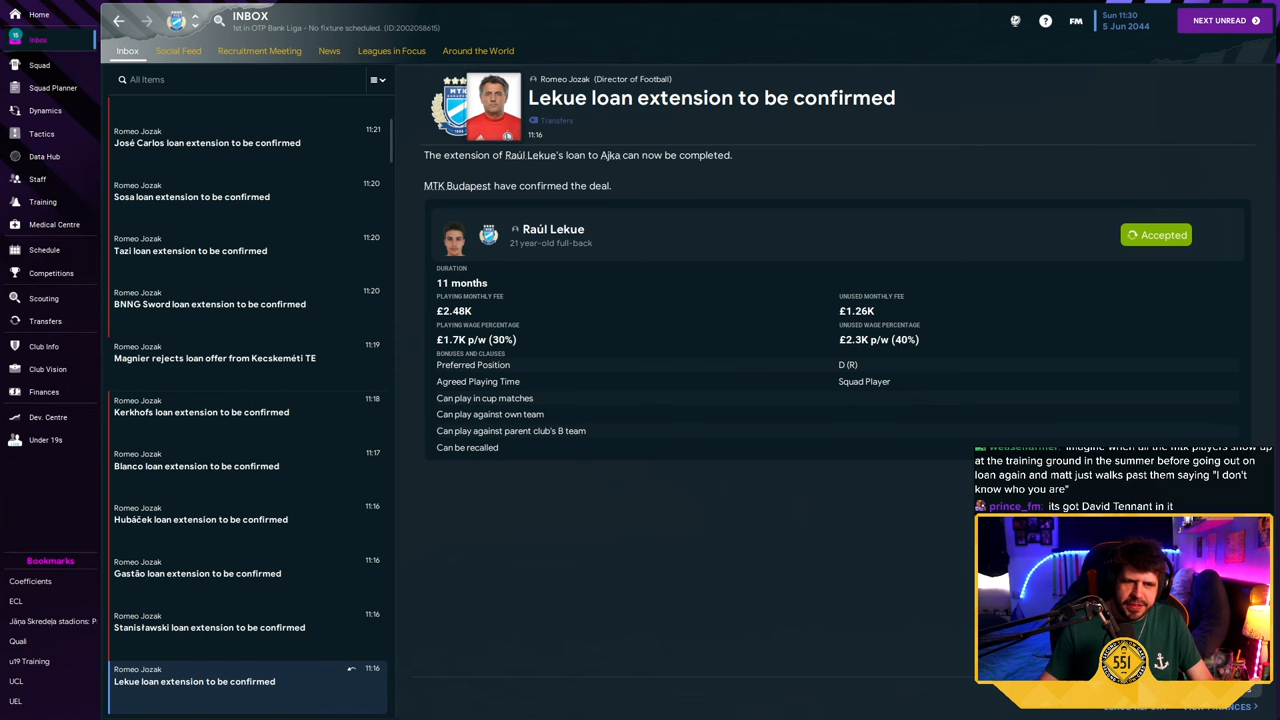 Home
15
Inbox
Squad
Squad Planner
Dynamics
Tactics
Data Hub
Staff
Training
Medical Centre
Schedule
Competitions
Scouting
Transfers
Club Info
Club Vision
Finances
Dev. Centre
Under 19s
Bookmarks
Coefficients
ECL
Jāņa Skredeļa stadions: P
Quali
u19 Training
UCL
UEL
INBOX
1st in OTP Bank Liga - No fixture scheduled. (ID:2002058615)
?
FM
Sun 11:30
5 Jun 2044
NEXT UNREAD
Inbox
Social Feed
Recruitment Meeting
News
Leagues in Focus
Around the World
All Items
Romeo Jozak
11:21
José Carlos loan extension to be confirmed
Romeo Jozak
11:20
Sosa loan extension to be confirmed
Romeo Jozak
11:20
Tazi loan extension to be confirmed
Romeo Jozak
11:20
BNNG Sword loan extension to be confirmed
Romeo Jozak
11:19
Magnier rejects loan offer from Kecskeméti TE
Romeo Jozak
11:18
Kerkhofs loan extension to be confirmed
Romeo Jozak
11:17
Blanco loan extension to be confirmed
Romeo Jozak
11:16
Hubáček loan extension to be confirmed
Romeo Jozak
11:16
Gastão loan extension to be confirmed
Romeo Jozak
11:16
Stanisławski loan extension to be confirmed
Romeo Jozak
11:16
Lekue loan extension to be confirmed
MTK
Romeo Jozak (Director of Football)
Lekue loan extension to be confirmed
Transfers
11:16
The extension of Raúl Lekue's loan to Ajka can now be completed.
MTK Budapest have confirmed the deal.
Raúl Lekue
21 year-old full-back
Accepted
DURATION
11 months
PLAYING MONTHLY FEE
UNUSED MONTHLY FEE
£2.48K
£1.26K
PLAYING WAGE PERCENTAGE
UNUSED WAGE PERCENTAGE
£1.7K p/w (30%)
£2.3K p/w (40%)
BONUSES AND CLAUSES
Preferred Position
D (R)
Agreed Playing Time
Squad Player
Can play in cup matches
Can play against own team
Can play against parent club's B team
Can be recalled
weaselfarmer: imagine when all the mtk players show up
at the training ground in the summer before going out on
loan again and matt just walks past them saying "I don't
know who you are"
prince_fm: its got David Tennant in it
551
VIEW FINANCES